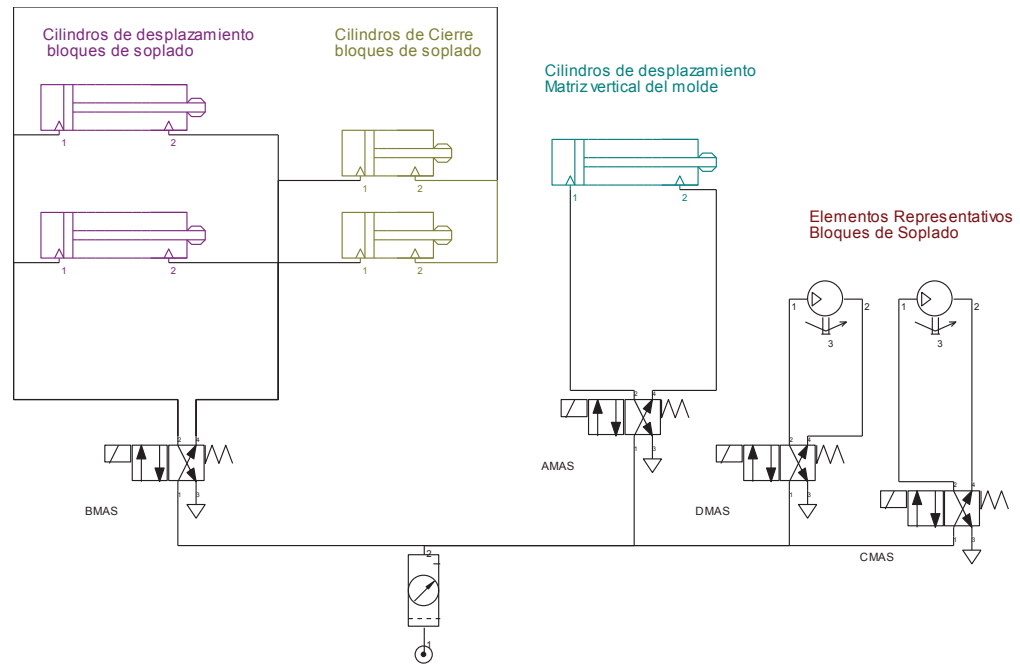 Cilindros de desplazamiento
bloques de soplado
Cilindros de Cierre
bloques de soplado
Cilindros de desplazamiento
Matriz vertical del molde
Elementos Representativos
Bloques de Soplado
1 2
1 2
1 2
1 2
1 2
1 2 3
1 2 3
2 4
1 3
BMAS
2 4
1 3
AMAS
2 4
1 3
DMAS
2 4
1 3
CMAS
2
1